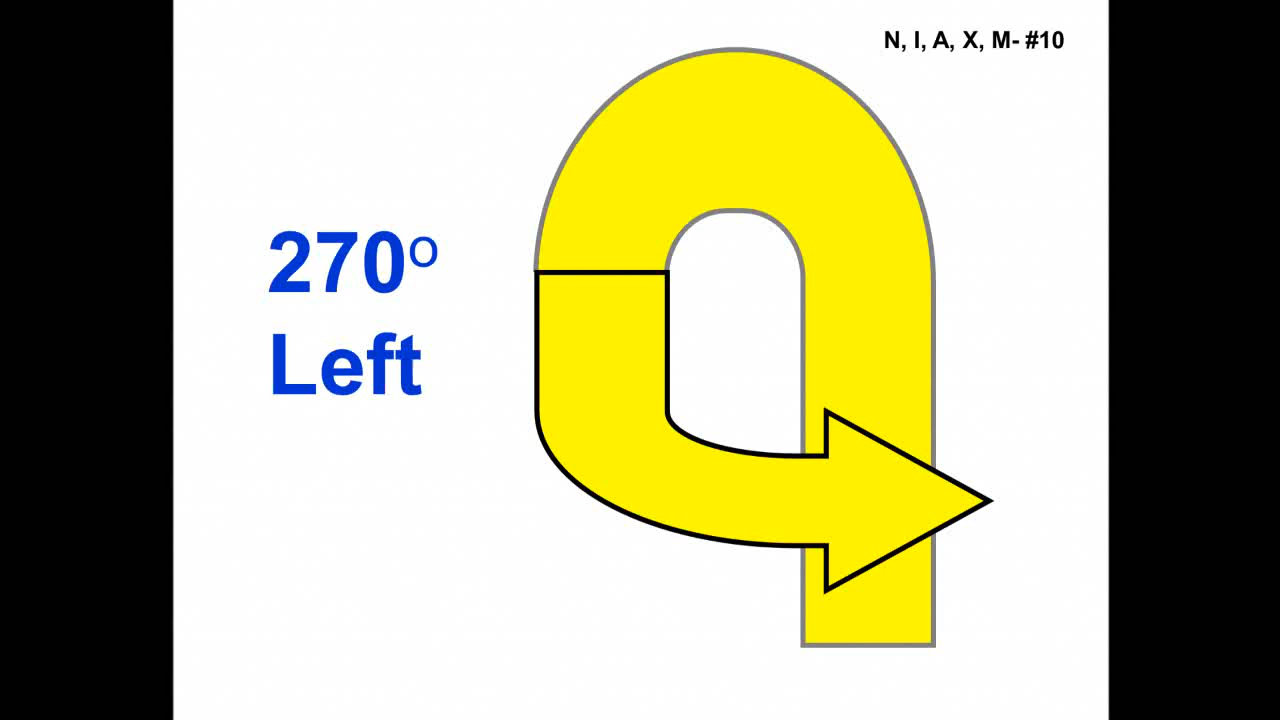 N, I, A, X, M- #10
270º
Left